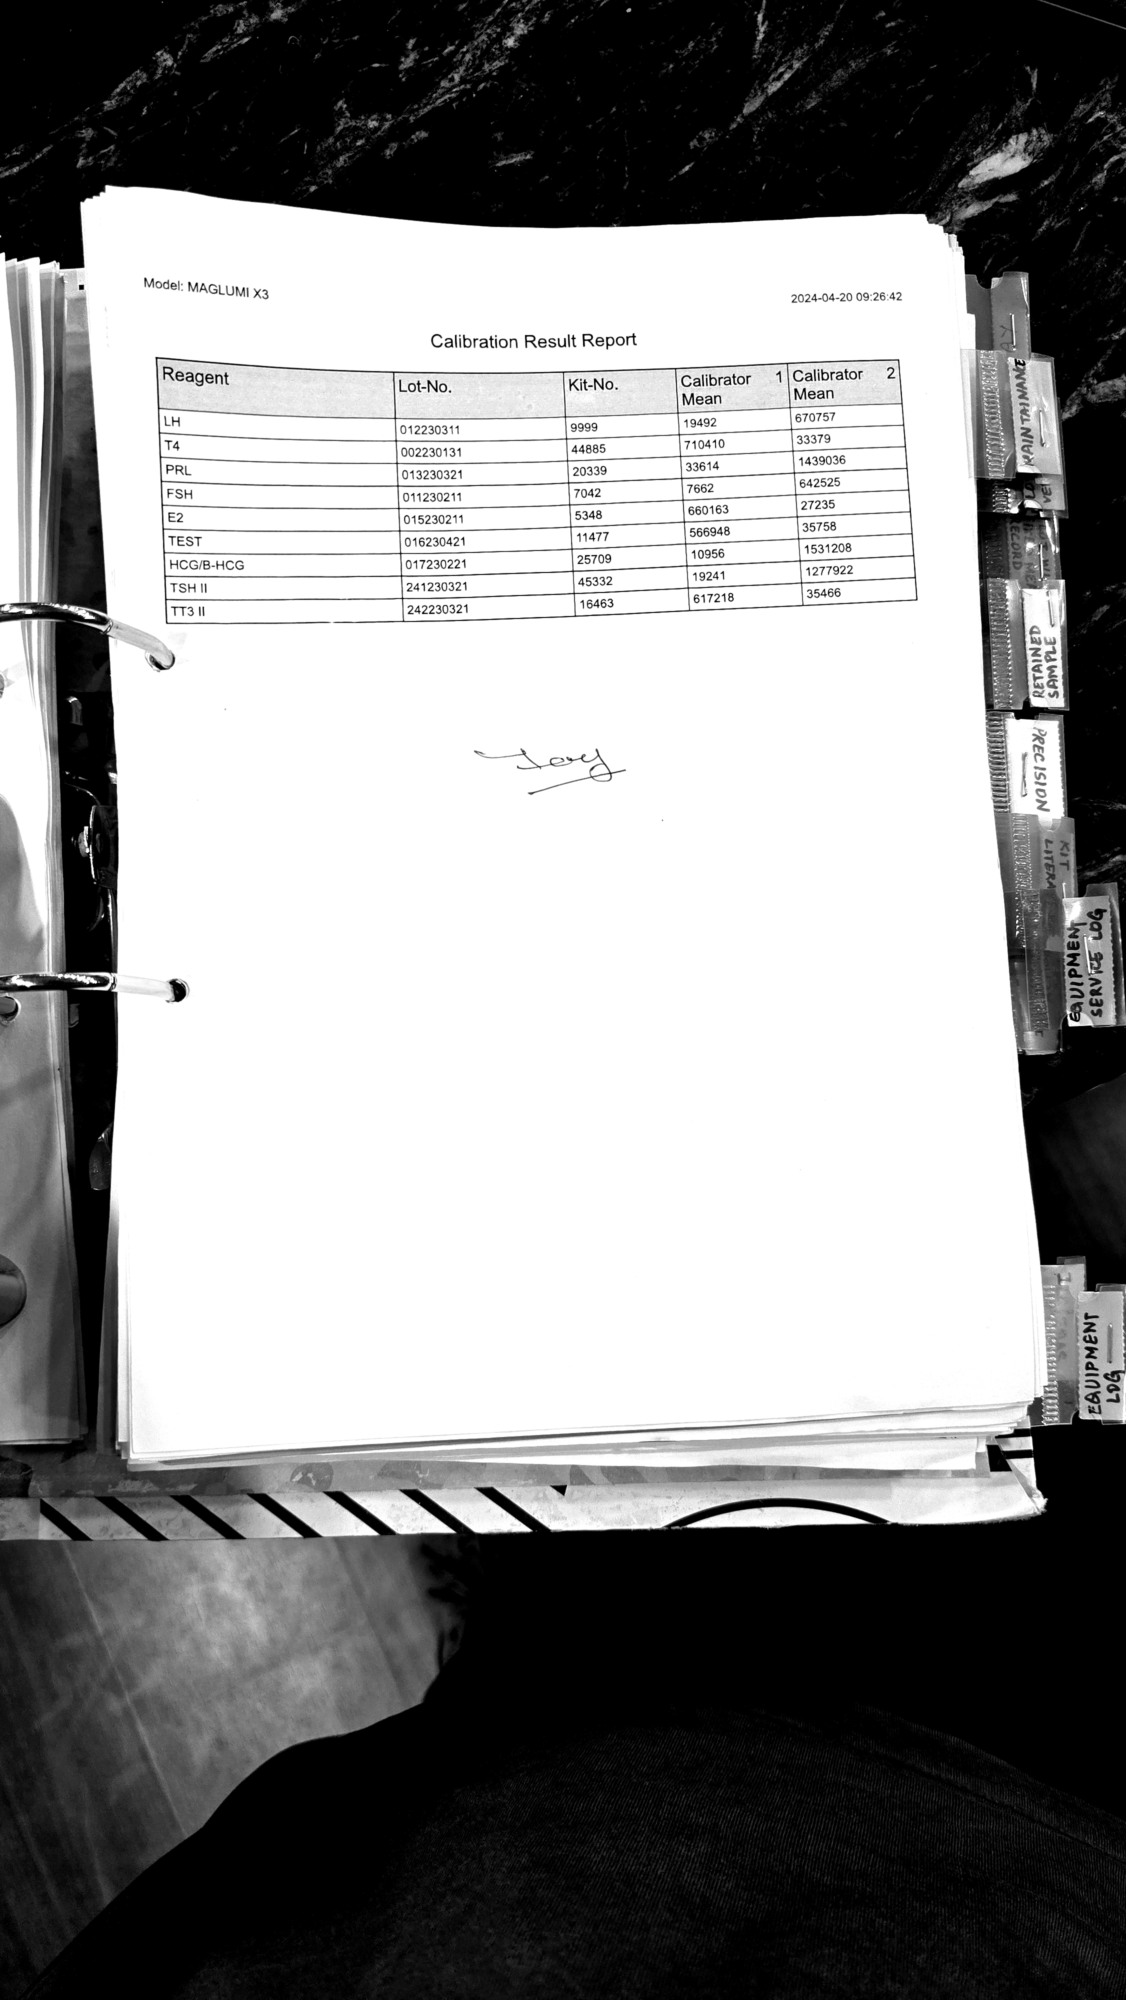 Model: MAGLUMI X3
2024-04-20 09:26:42
Calibration Result Report
Reagent Lot-No. Kit-No. Calibrator 1 Mean Calibrator 2 Mean
LH 012230311 9999 19492 670757
T4 002230131 44885 710410 33379
PRL 013230321 20339 33614 1439036
FSH 011230211 7042 7662 642525
E2 015230211 5348 660163 27235
TEST 016230421 11477 566948 35758
HCG/B-HCG 017230221 25709 10956 1531208
TSH II 241230321 45332 19241 1277922
TT3 II 242230321 16463 617218 35466
RECORD
RETAINED
SAMPLE
PRECISION
KIT
EQUIPMENT
SERVICE LOG
EQUIPMENT
LOG